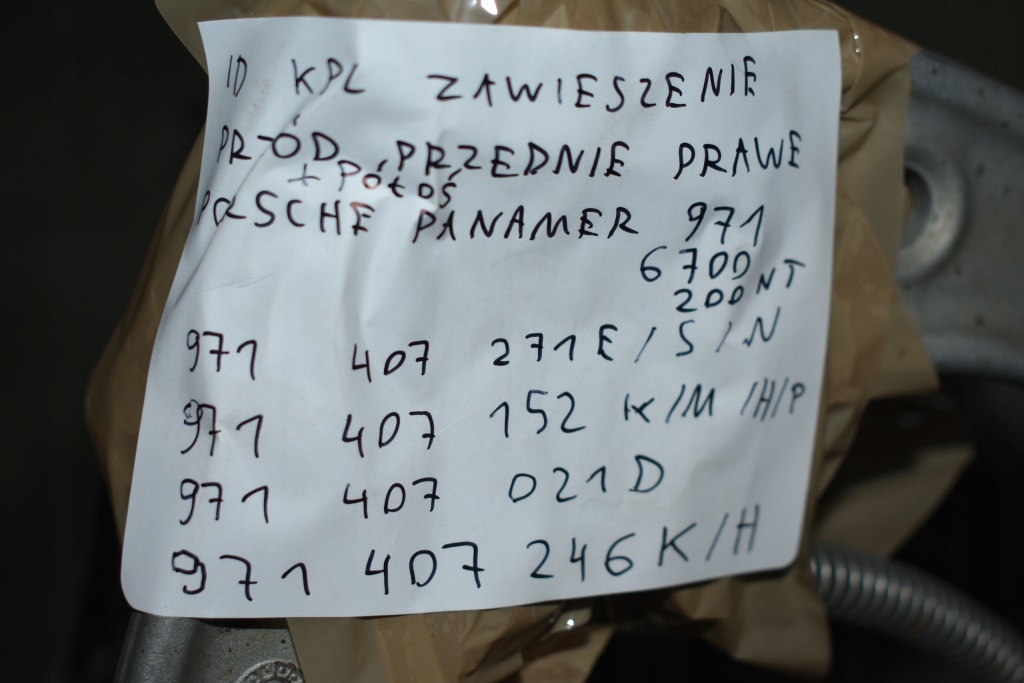 ID KPL ZAWIESZENIE
PRZÓD, PRZEDNIE PRAWE
+ PÓŁOŚ
PORSCHE PANAMER 971
6700
200 NT
971 407 271 E / S / N
971 407 152 K/M /H/P
971 407 021 D
971 407 246 K/H